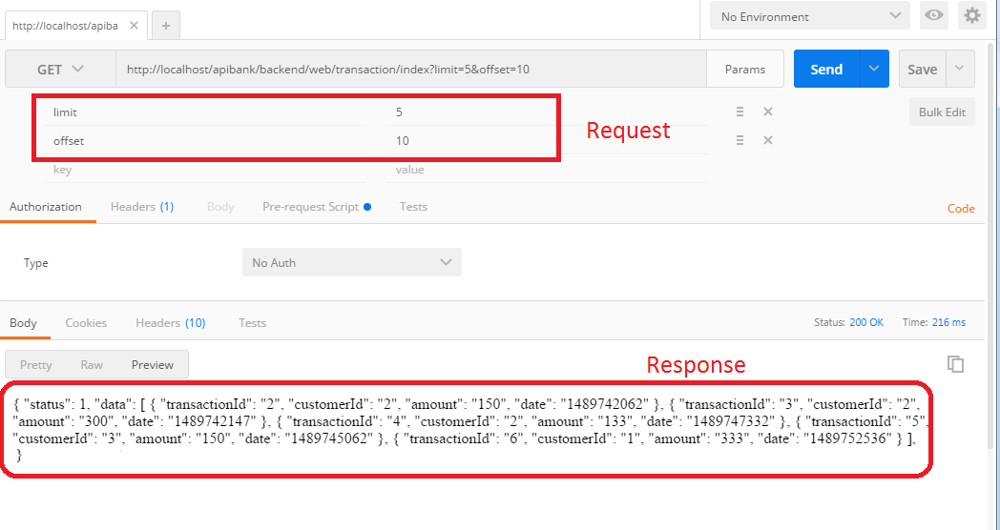 http://localhost/apiba
No Environment
GET http://localhost/apibank/backend/web/transaction/index?limit=5&offset=10 Params Send Save
limit 5
Bulk Edit
Request
offset 10
key value
Authorization Headers (1) Body Pre-request Script Tests Code
Type No Auth
Body Cookies Headers (10) Tests Status: 200 OK Time: 216 ms
Pretty Raw Preview
Response
{ "status": 1, "data": [ { "transactionId": "2", "customerId": "2", "amount": "150", "date": "1489742062" }, { "transactionId": "3", "customerId": "2",
"amount": "300", "date": "1489742147" }, { "transactionId": "4", "customerId": "2", "amount": "133", "date": "1489747332" }, { "transactionId": "5",
"customerId": "3", "amount": "150", "date": "1489745062" }, { "transactionId": "6", "customerId": "1", "amount": "333", "date": "1489752536" } ],
}